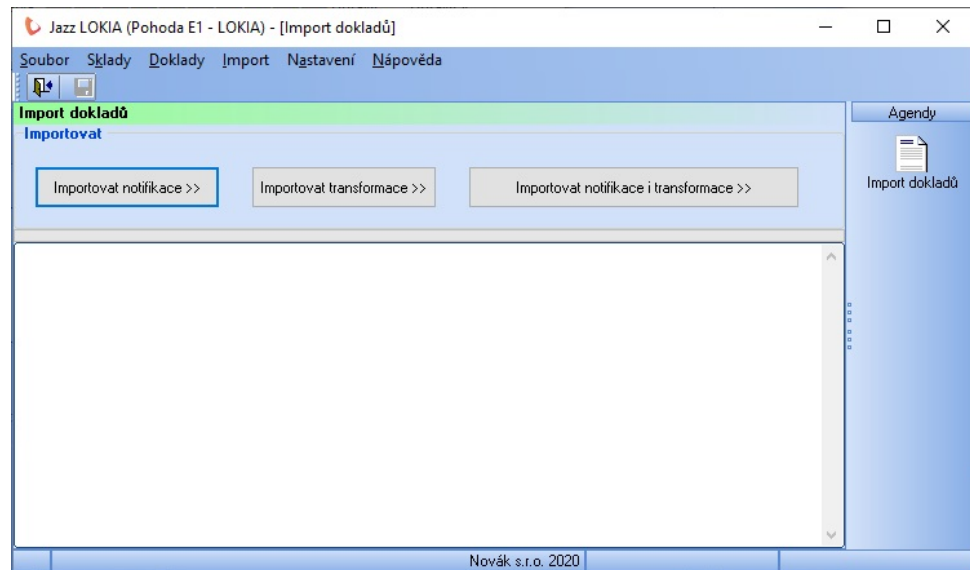 Jazz LOKIA (Pohoda E1 - LOKIA) - [Import dokladů]
Soubor Sklady Doklady Import Nastavení Nápověda
Import dokladů
Agendy
Importovat
Importovat notifikace >> Importovat transformace >> Importovat notifikace i transformace >>
Import dokladů
Novák s.r.o. 2020